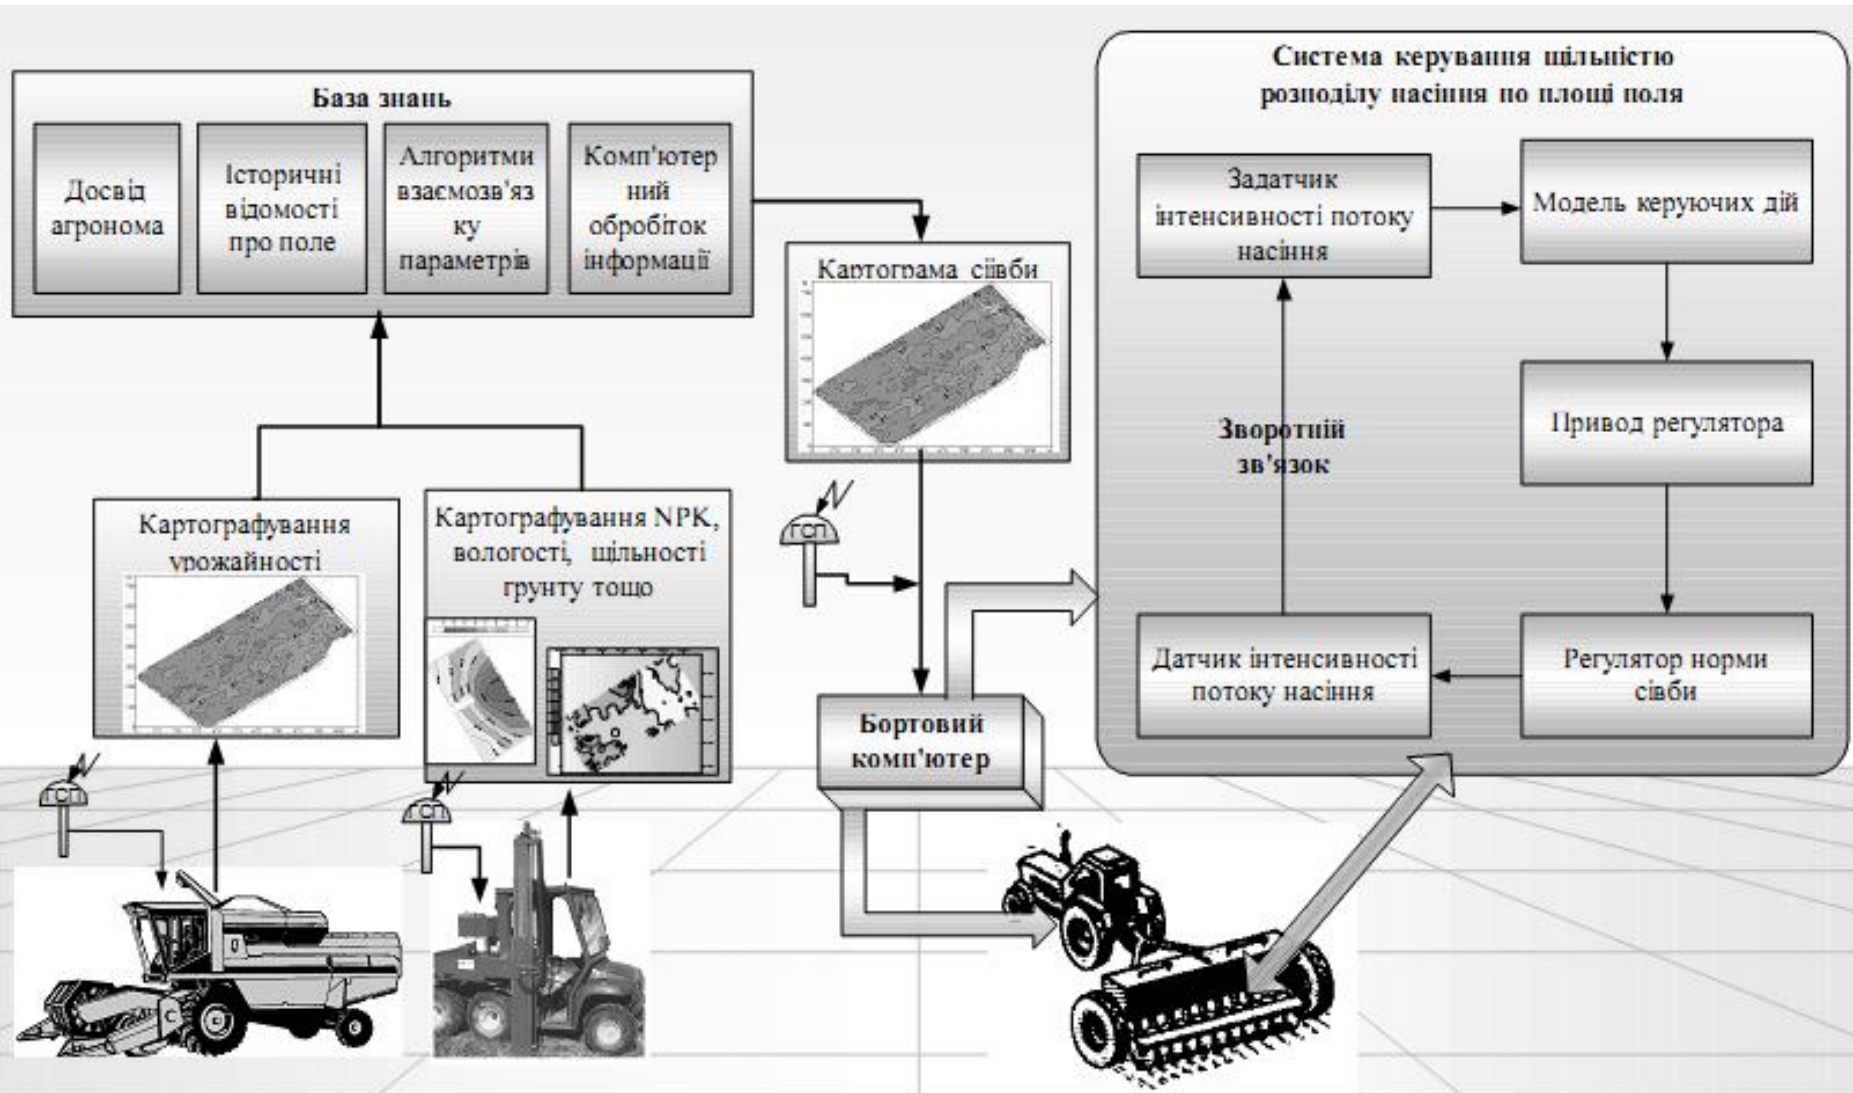 База знань
Досвід
агронома
Історичні
відомості
про поле
Алгоритми
взаємозв'яз
ку
параметрів
Комп'ютер
ний
обробіток
інформації
Картографування
урожайності
Картографування NPK,
вологості, щільності
грунту тощо
ГСП
ГСП
Картограма сіівби
ГСП
Бортовий
комп'ютер
Система керування щільністю
розподілу насіння по площі поля
Задатчик
інтенсивності потоку
насіння
Модель керуючих дій
Привод регулятора
Зворотній
зв'язок
Датчик інтенсивності
потоку насіння
Регулятор норми
сівби